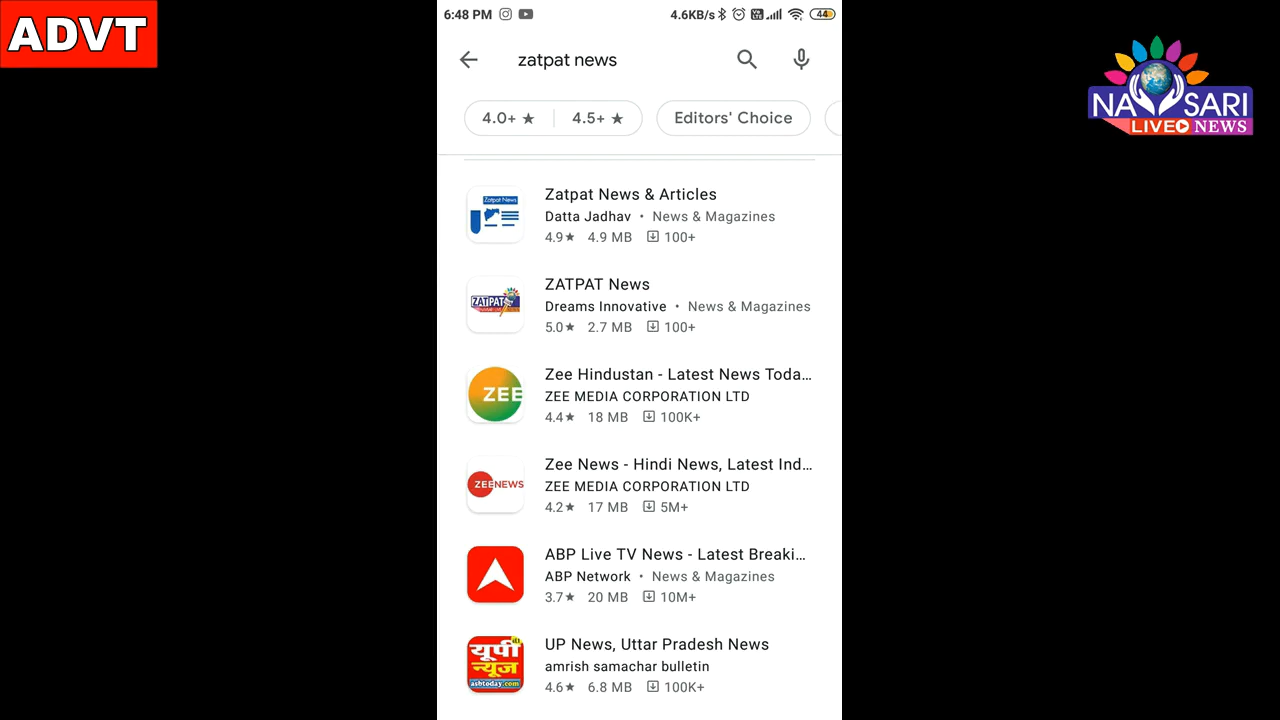 ADVT
6:48 PM
4.6KB/s
44
zatpat news
4.0+ ★
4.5+ ★
Editors' Choice
NAVSARI
LIVE NEWS
Zatpat News
Zatpat News & Articles
Datta Jadhav • News & Magazines
4.9★ 4.9 MB 100+
ZATPAT
ZATPAT News
Dreams Innovative • News & Magazines
5.0★ 2.7 MB 100+
ZEE
Zee Hindustan - Latest News Toda...
ZEE MEDIA CORPORATION LTD
4.4★ 18 MB 100K+
ZEENEWS
Zee News - Hindi News, Latest Ind...
ZEE MEDIA CORPORATION LTD
4.2★ 17 MB 5M+
ABP Live TV News - Latest Breaki...
ABP Network • News & Magazines
3.7★ 20 MB 10M+
यूपी
न्यूज
asbtoday.com
UP News, Uttar Pradesh News
amrish samachar bulletin
4.6★ 6.8 MB 100K+